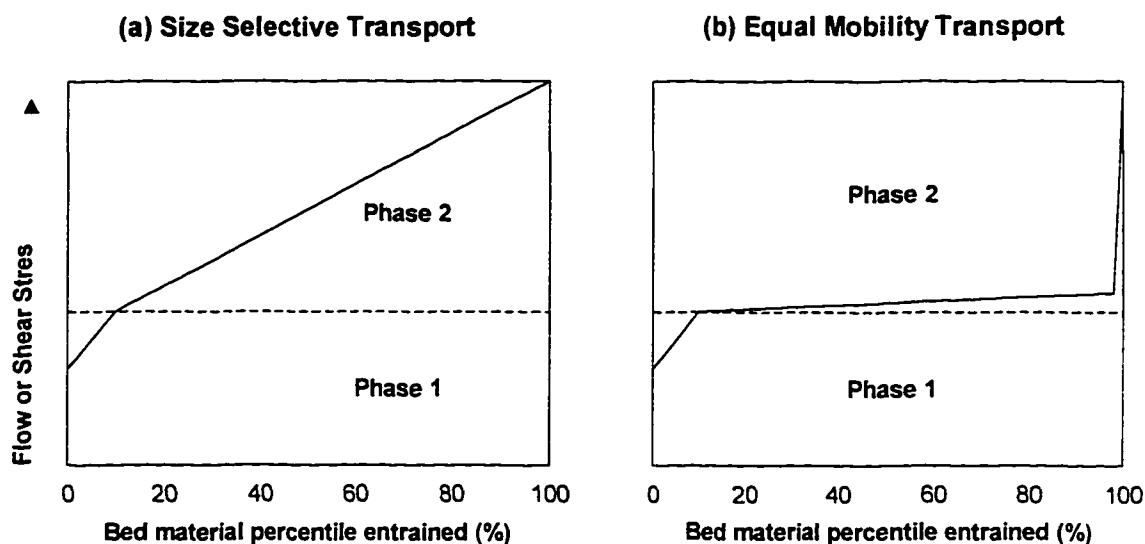 (a) Size Selective Transport
Flow or Shear Stres
Phase 2
Phase 1
0 20 40 60 80 100
Bed material percentile entrained (%)
(b) Equal Mobility Transport
Phase 2
Phase 1
0 20 40 60 80 100
Bed material percentile entrained (%)